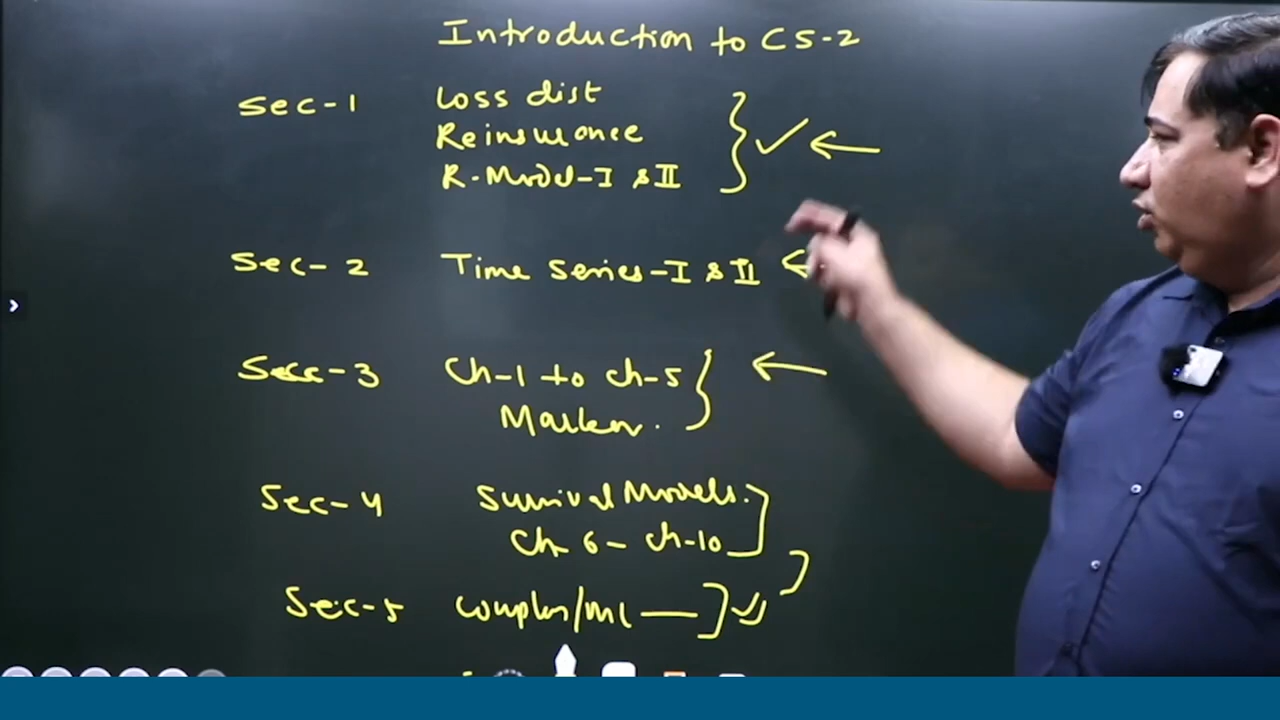 Introduction to CS-2
Sec-1 Loss dist
Reinsurance
R-Model-I & II
Sec-2 Time Series-I & II
Sec-3 Ch-1 to Ch-5
Markov.
Sec-4 Survival Models.
Ch 6 - Ch-10
Sec-5 Copulas/ML